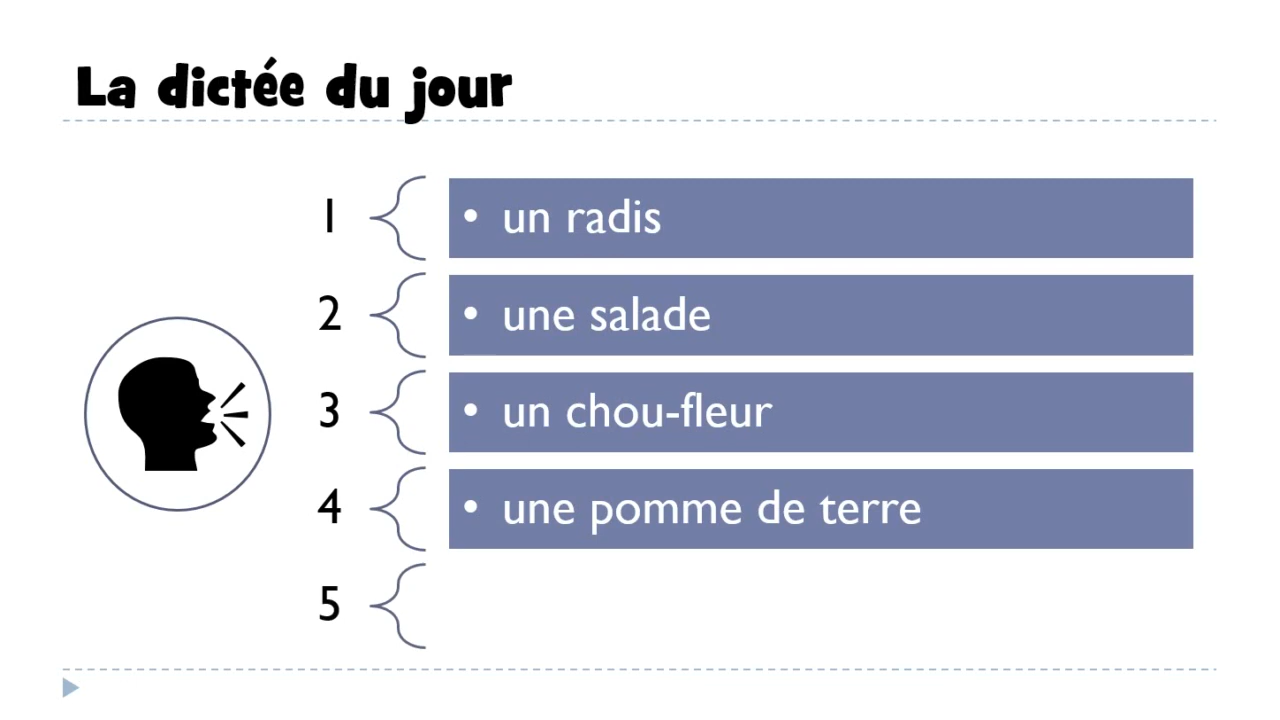 La dictée du jour
1
• un radis
2
• une salade
3
• un chou-fleur
4
• une pomme de terre
5